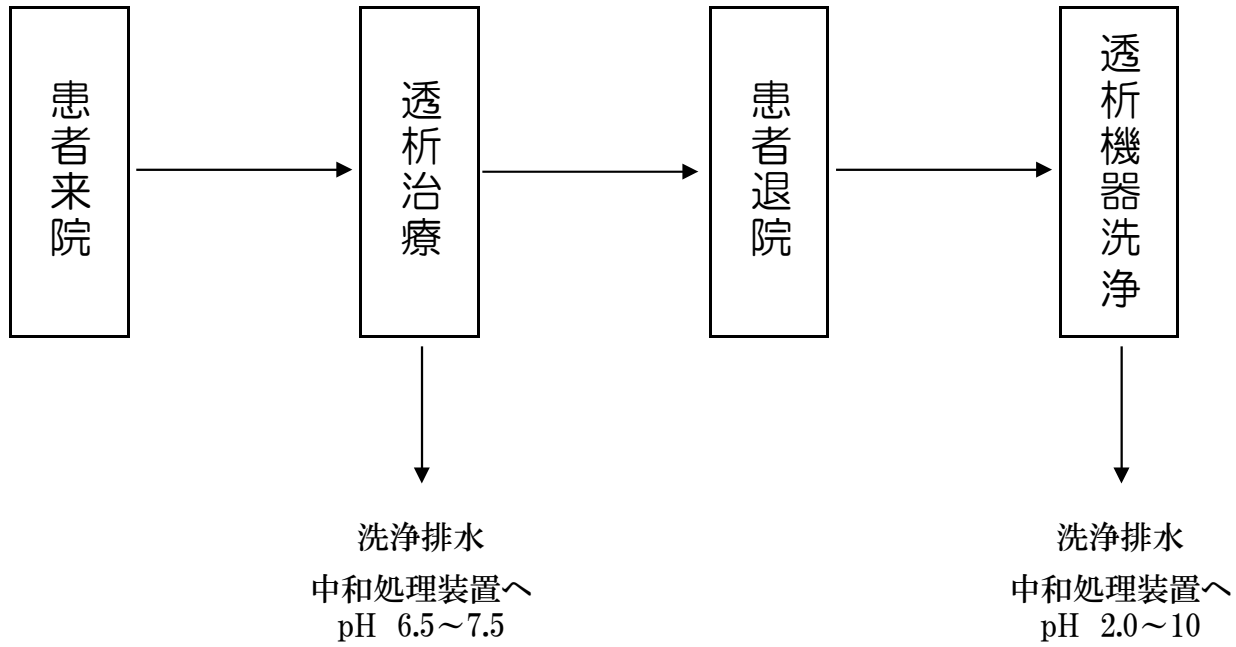 患者来院
透析治療
患者退院
透析機器洗浄
洗浄排水
中和処理装置へ
pH 6.5～7.5
洗浄排水
中和処理装置へ
pH 2.0～10